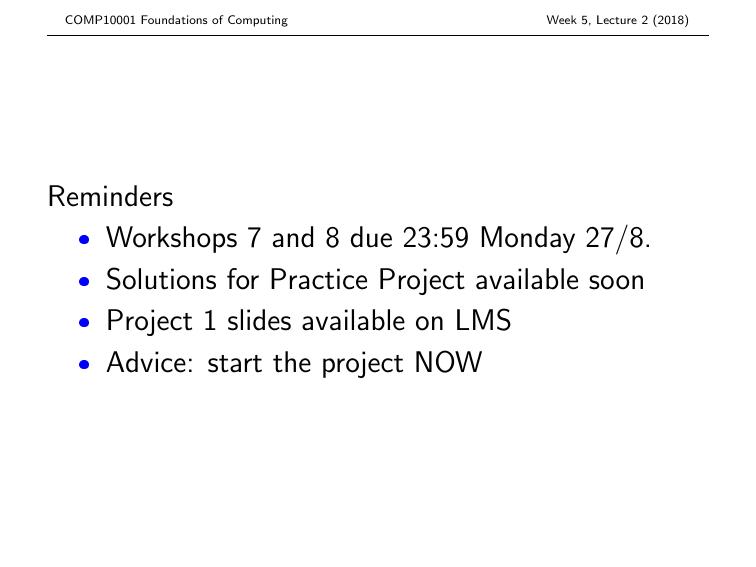 COMP10001 Foundations of Computing Week 5, Lecture 2 (2018)
Reminders
• Workshops 7 and 8 due 23:59 Monday 27/8.
• Solutions for Practice Project available soon
• Project 1 slides available on LMS
• Advice: start the project NOW